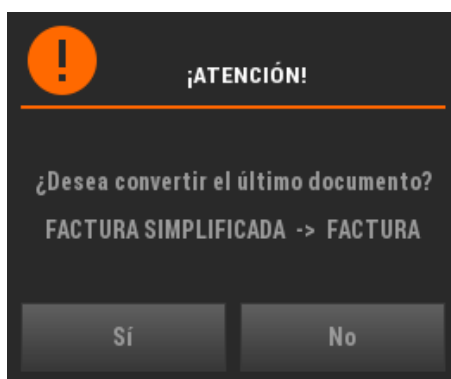 !
¡ATENCIÓN!
¿Desea convertir el último documento?
FACTURA SIMPLIFICADA -> FACTURA
Sí
No